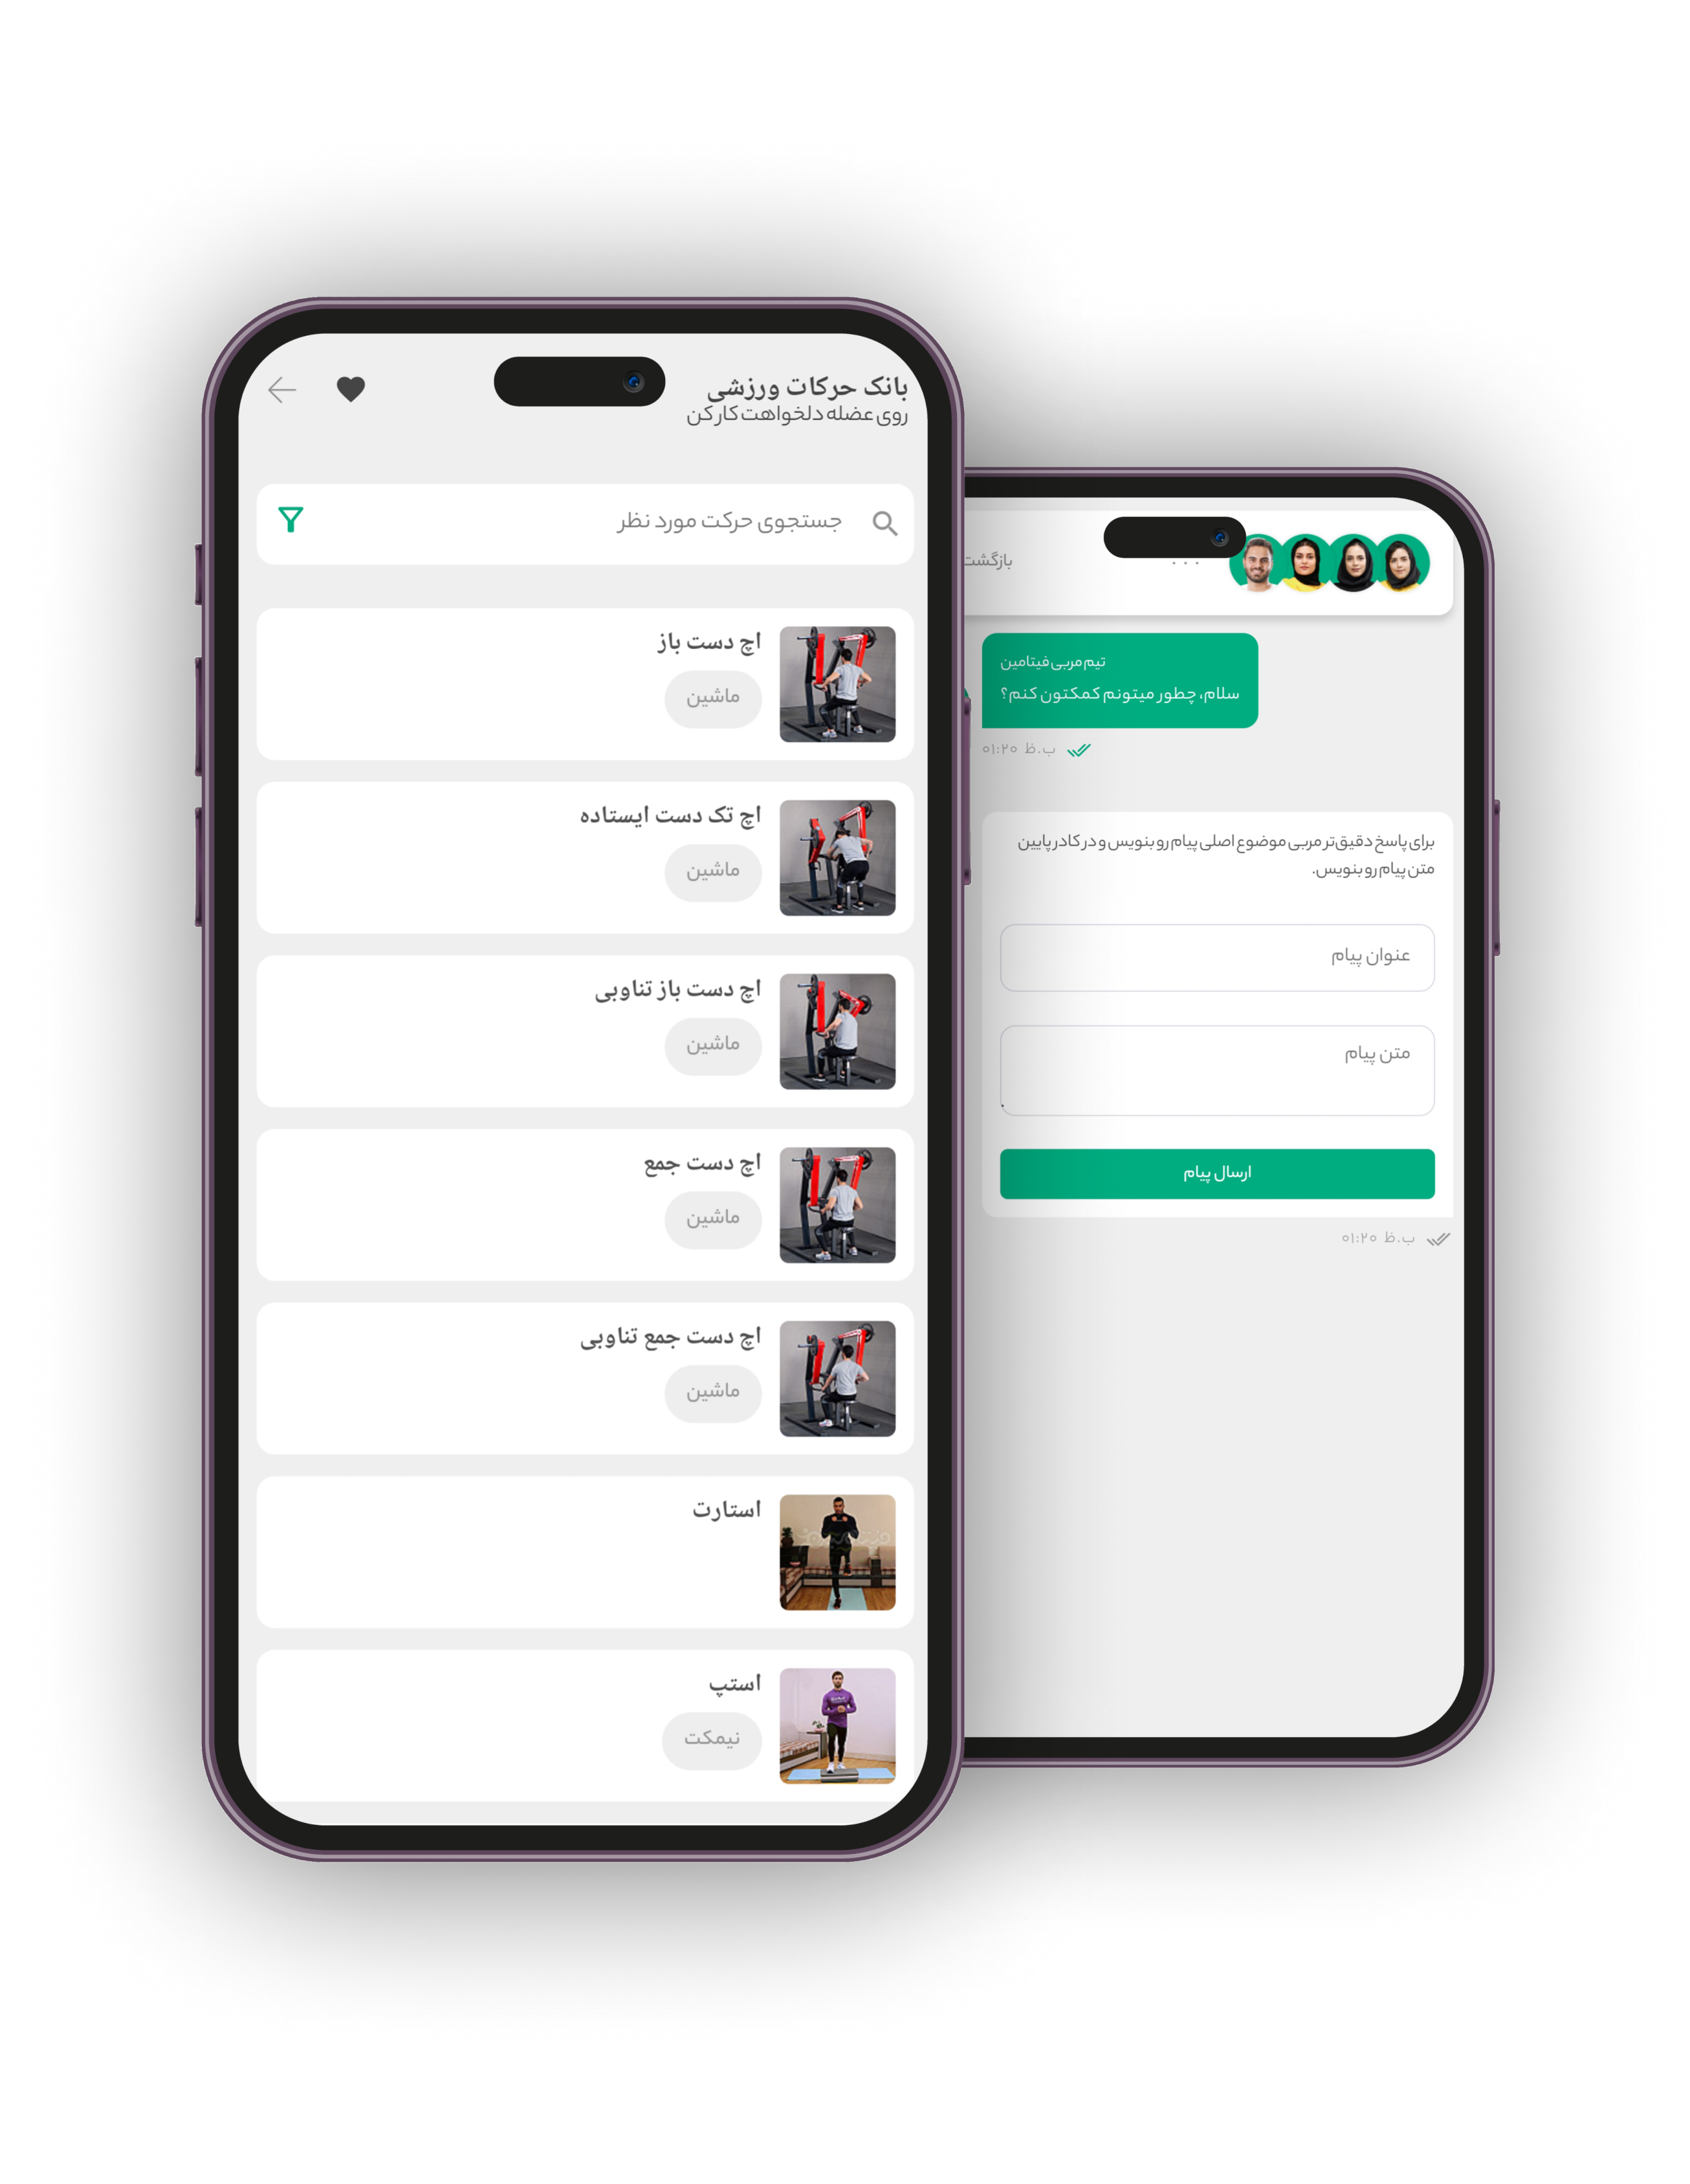 بانک حرکات ورزشی
روی عضله دلخواهت کار کن
جستجوی حرکت مورد نظر
اچ دست باز
ماشین
اچ تک دست ایستاده
ماشین
اچ دست باز تناوبی
ماشین
اچ دست جمع
ماشین
اچ دست جمع تناوبی
ماشین
استارت
استپ
نیمکت
بازگشت
تیم مربی فیتامین
سلام، چطور میتونم کمکتون کنم؟
۰۱:۲۰ ب.ظ
برای پاسخ دقیق‌تر مربی موضوع اصلی پیام رو بنویس و در کادر پایین
متن پیام رو بنویس.
عنوان پیام
متن پیام
ارسال پیام
۰۱:۲۰ ب.ظ